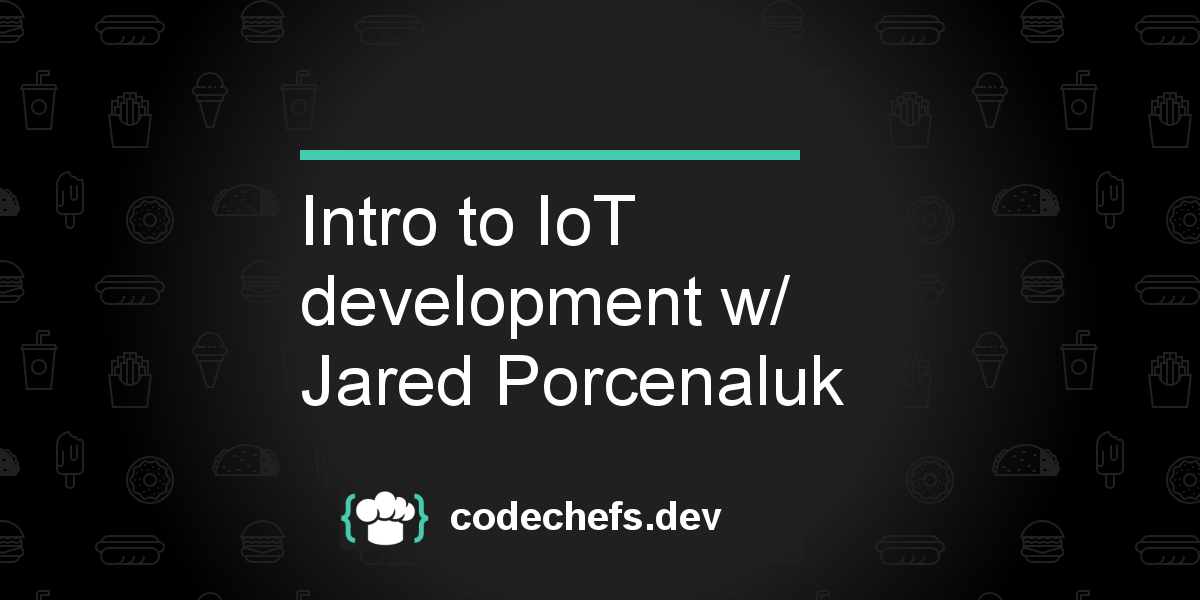 Intro to IoT
development w/
Jared Porcenaluk
codechefs.dev